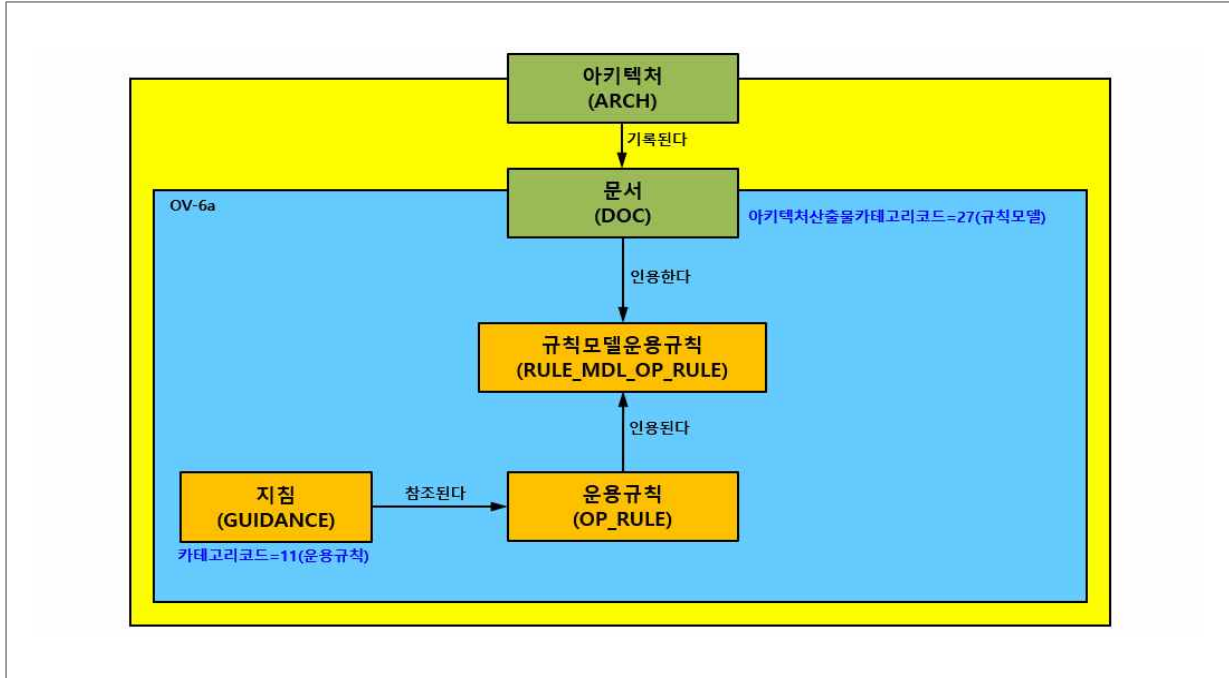 아키텍처
(ARCH)
기록된다
OV-6a
문서
(DOC)
아키텍처산출물카테고리코드=27(규칙모델)
인용한다
규칙모델운용규칙
(RULE_MDL_OP_RULE)
인용된다
지침
(GUIDANCE)
참조된다
운용규칙
(OP_RULE)
카테고리코드=11(운용규칙)